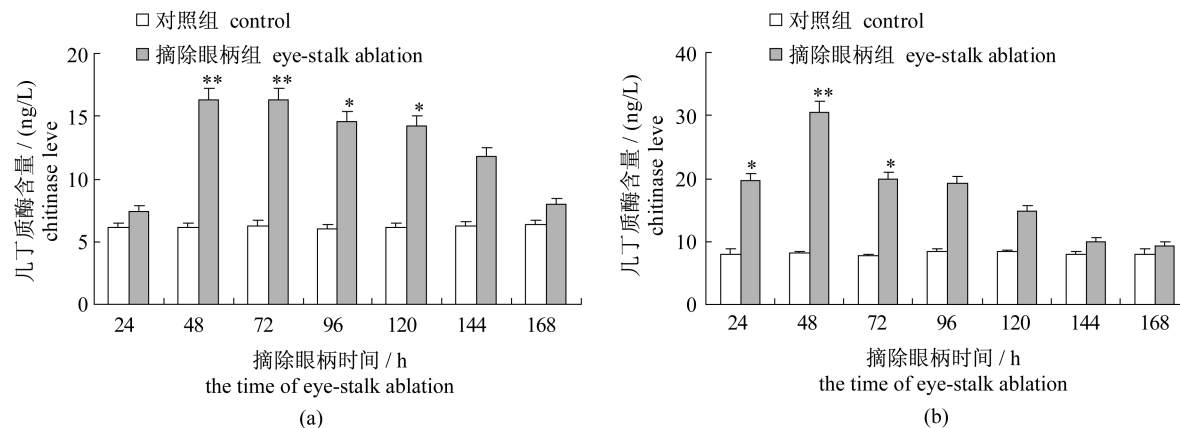 对照组 control
摘除眼柄组 eye-stalk ablation
20
15
10
5
0
几丁质酶含量 / (ng/L)
chitinase leve
** ** * *
24 48 72 96 120 144 168
摘除眼柄时间 / h
the time of eye-stalk ablation
(a)
对照组 control
摘除眼柄组 eye-stalk ablation
40
30
20
10
0
几丁质酶含量 / (ng/L)
chitinase leve
* ** *
24 48 72 96 120 144 168
摘除眼柄时间 / h
the time of eye-stalk ablation
(b)